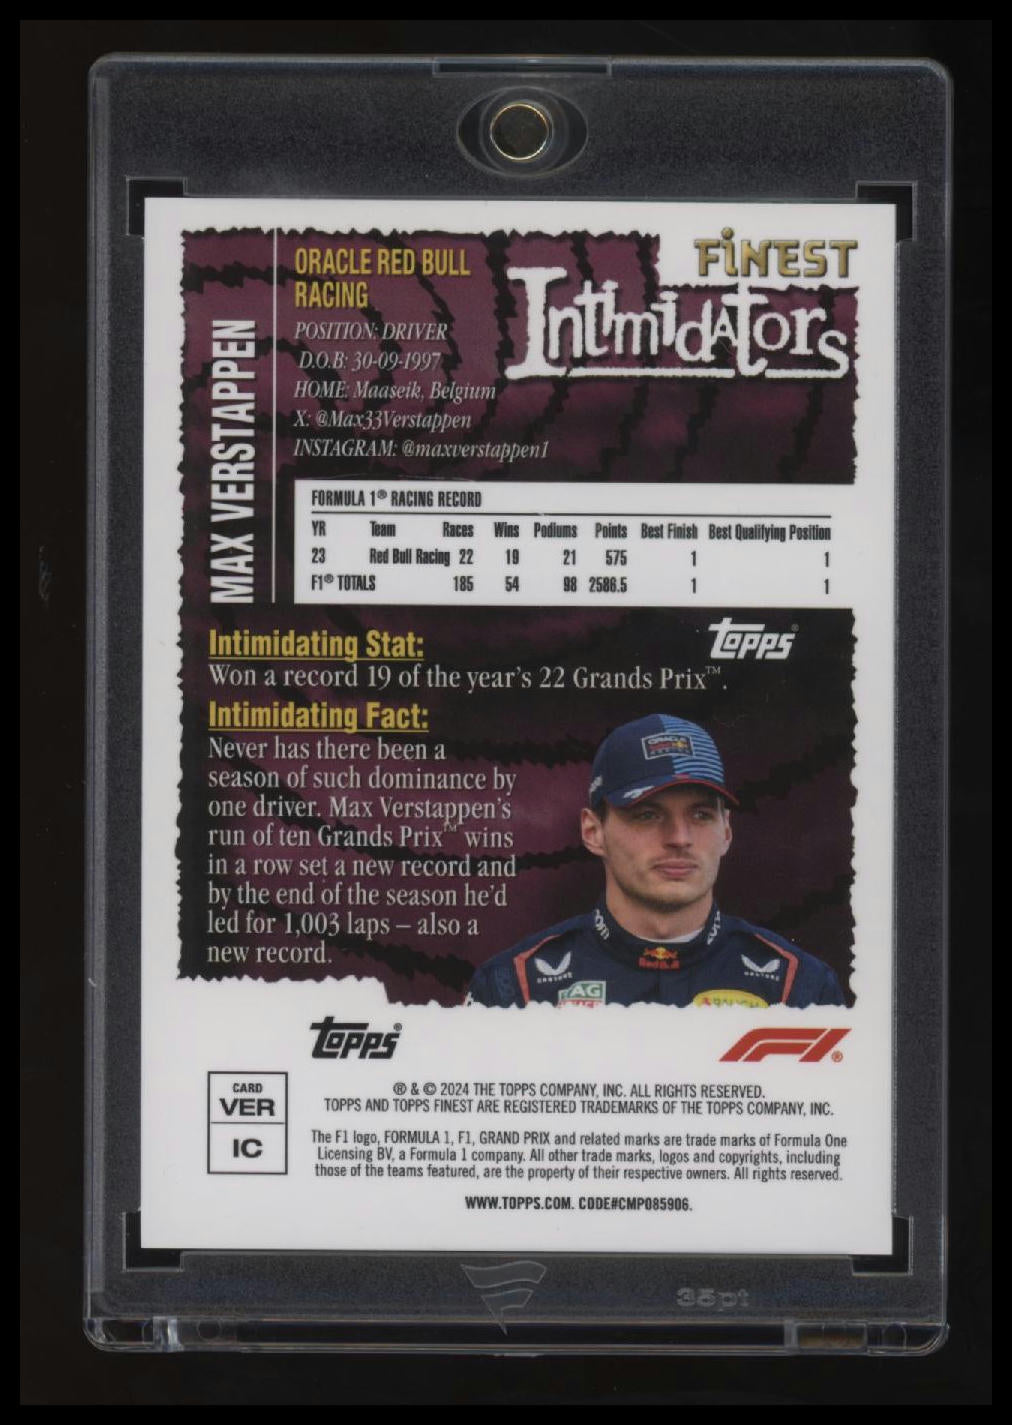 FINEST
Intimidators
ORACLE RED BULL
RACING
POSITION: DRIVER
D.O.B: 30-09-1997
HOME: Maaseik, Belgium
X: @Max33Verstappen
INSTAGRAM: @maxverstappen1
MAX VERSTAPPEN
FORMULA 1® RACING RECORD
YR Team Races Wins Podiums Points Best Finish Best Qualifying Position
23 Red Bull Racing 22 19 21 575 1 1
F1® TOTALS 185 54 98 2586.5 1 1
Topps®
Intimidating Stat:
Won a record 19 of the year's 22 Grands Prix™.
Intimidating Fact:
Never has there been a
season of such dominance by
one driver. Max Verstappen's
run of ten Grands Prix™ wins
in a row set a new record and
by the end of the season he'd
led for 1,003 laps – also a
new record.
ORACLE
Red Bull
TAG
Topps®
F1®
CARD
VER
IC
® & © 2024 THE TOPPS COMPANY, INC. ALL RIGHTS RESERVED.
TOPPS AND TOPPS FINEST ARE REGISTERED TRADEMARKS OF THE TOPPS COMPANY, INC.
The F1 logo, FORMULA 1, F1, GRAND PRIX and related marks are trade marks of Formula One
Licensing BV, a Formula 1 company. All other trade marks, logos and copyrights, including
those of the teams featured, are the property of their respective owners. All rights reserved.
WWW.TOPPS.COM. CODE#CMP085906.
35pt